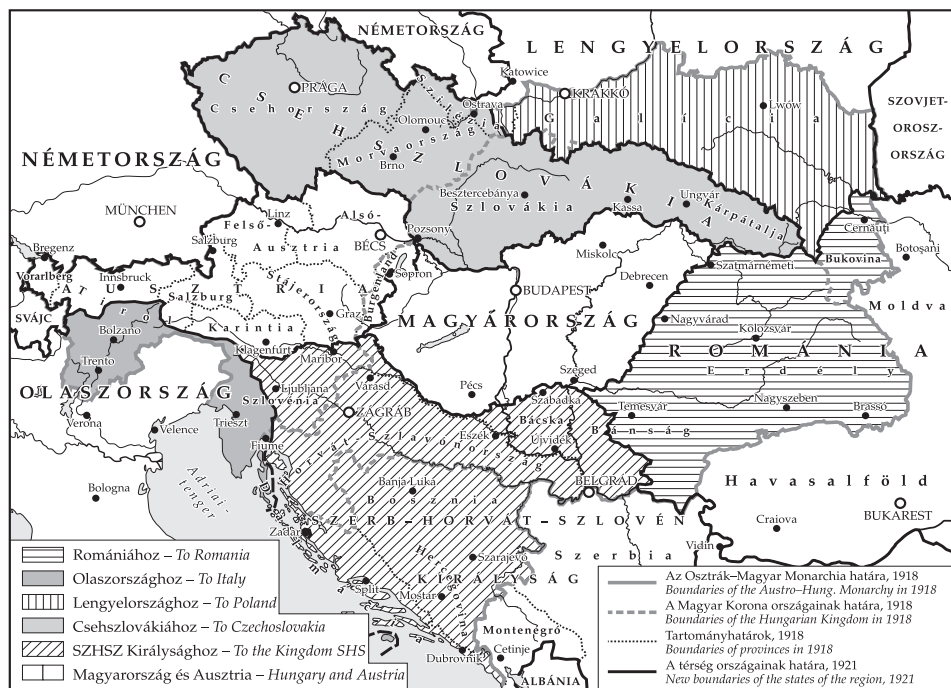 NÉMETORSZÁG
LENGYELORSZÁG
Katowice
PRÁGA
KRAKKÓ
Lwów
SZOVJET-
OROSZ-
ORSZÁG
CSEHSZLOVÁKIA
Csehország
Szilézia
Ostrava
Galícia
Olomouc
Morvaország
Brno
NÉMETORSZÁG
Besztercebánya
Szlovákia
Kassa
Ungvár
Kárpátalja
MÜNCHEN
Linz
Alsó-
Felső-
Ausztria
BÉCS
Pozsony
Cernăuți
Bukovina
Botoșani
Salzburg
Miskolc
Bregenz
Sopron
Debrecen
Szatmárnémeti
Vorarlberg
Innsbruck
BUDAPEST
AUSZTRIA
Tirol
Salzburg
Stájerország
Burgenland
Moldva
SVÁJC
Graz
MAGYARORSZÁG
Nagyvárad
Kolozsvár
Bolzano
Karintia
Klagenfurt
Maribor
ROMÁNIA
Erdély
Trento
OLASZORSZÁG
Ljubljana
Szlovénia
Varasd
Pécs
Szeged
Szabadka
Nagyszeben
Brassó
Temesvár
Verona
Velence
Trieszt
ZÁGRÁB
Bácska
Bánság
Fiume
Horvát-Szlavónország
Eszék
Újvidék
Adriai-
tenger
Banja Luka
BELGRÁD
Havasalföld
Bologna
Bosznia
BUKAREST
Zadar
SZERB–HORVÁT–SZLOVÉN
Craiova
Vidin
Szerbia
Szarajevó
Hercegovina
KIRÁLYSÁG
Split
Mostar
Montenegró
Dubrovnik
Cetinje
ALBÁNIA
Romániához – To Romania
Olaszországhoz – To Italy
Lengyelországhoz – To Poland
Csehszlovákiához – To Czechoslovakia
SZHSZ Királysághoz – To the Kingdom SHS
Magyarország és Ausztria – Hungary and Austria
Az Osztrák–Magyar Monarchia határa, 1918
Boundaries of the Austro–Hung. Monarchy in 1918
A Magyar Korona országainak határa, 1918
Boundaries of the Hungarian Kingdom in 1918
Tartományhatárok, 1918
Boundaries of provinces in 1918
A térség országainak határa, 1921
New boundaries of the states of the region, 1921